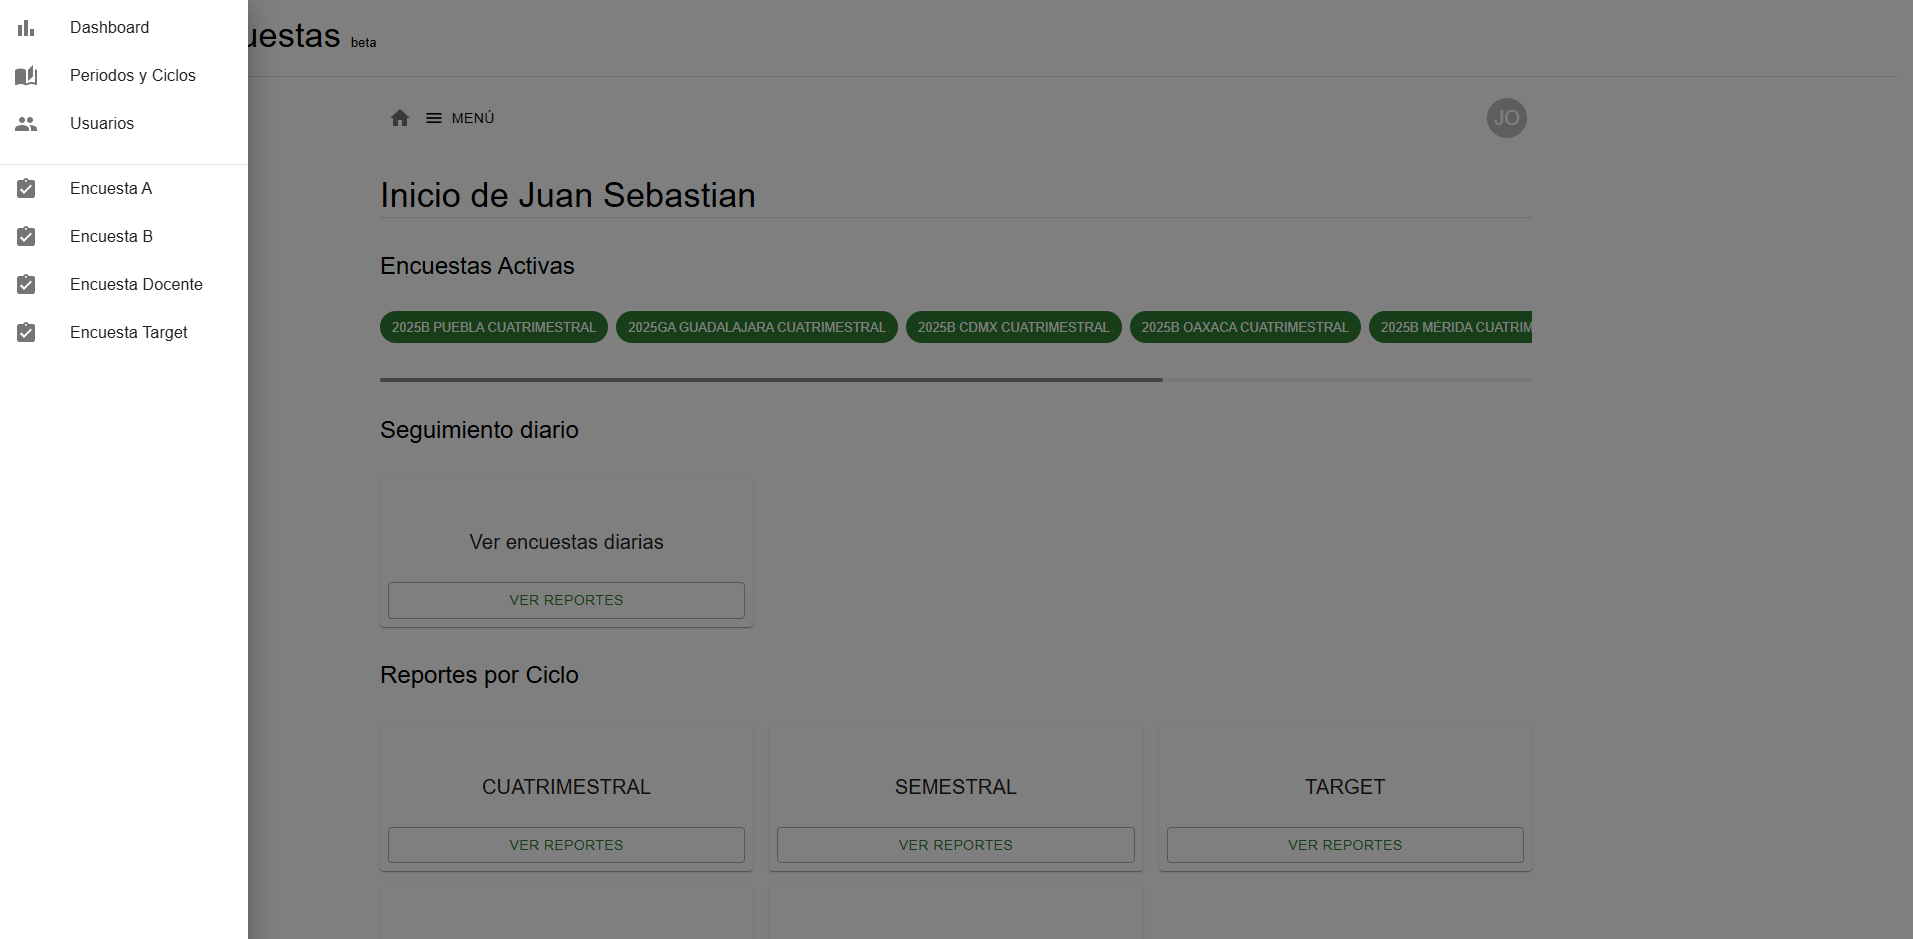 Dashboard
Periodos y Ciclos
Usuarios
Encuesta A
Encuesta B
Encuesta Docente
Encuesta Target
uestas beta
MENÚ
JO
Inicio de Juan Sebastian
Encuestas Activas
2025B PUEBLA CUATRIMESTRAL
2025GA GUADALAJARA CUATRIMESTRAL
2025B CDMX CUATRIMESTRAL
2025B OAXACA CUATRIMESTRAL
2025B MÉRIDA CUATRIM
Seguimiento diario
Ver encuestas diarias
VER REPORTES
Reportes por Ciclo
CUATRIMESTRAL
VER REPORTES
SEMESTRAL
VER REPORTES
TARGET
VER REPORTES